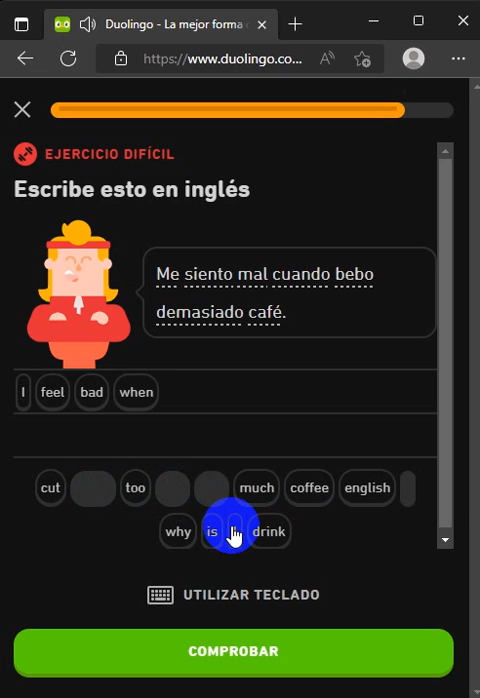 Duolingo - La mejor forma
https://www.duolingo.co...
EJERCICIO DIFÍCIL
Escribe esto en inglés
Me siento mal cuando bebo
demasiado café.
I feel bad when
cut too much coffee english
why is drink
UTILIZAR TECLADO
COMPROBAR